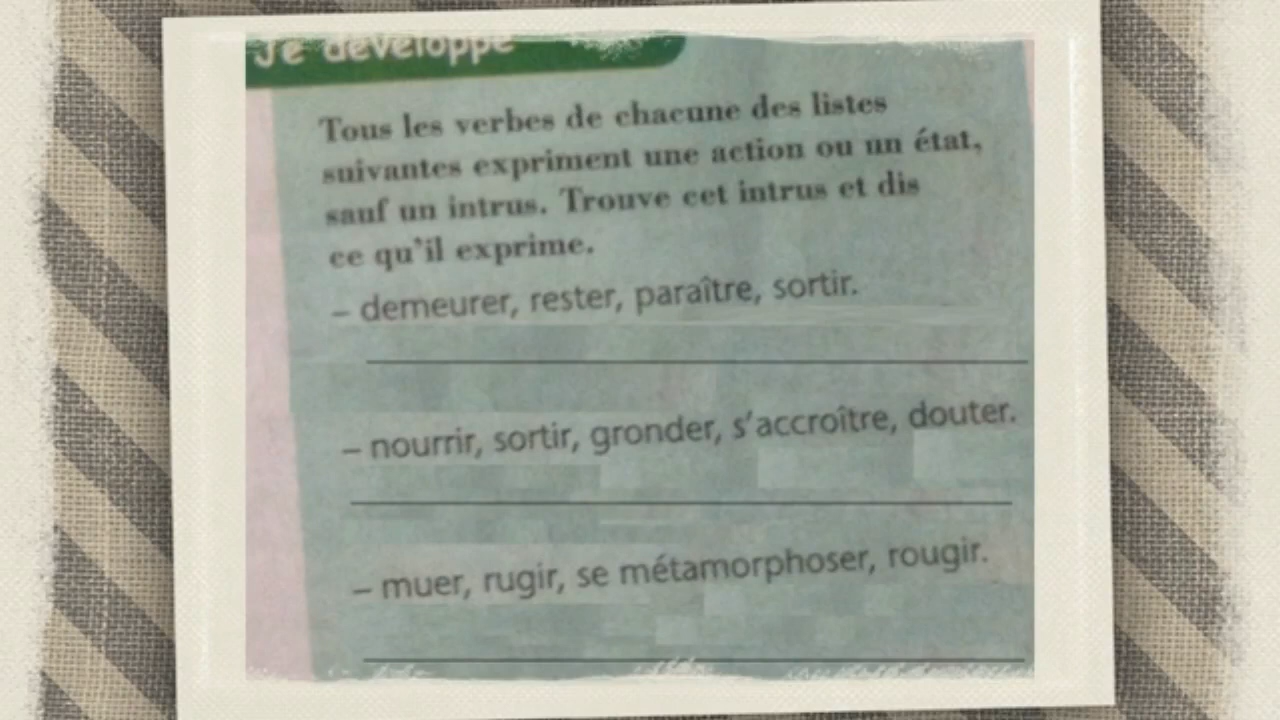 Je développe
Tous les verbes de chacune des listes
suivantes expriment une action ou un état,
sauf un intrus. Trouve cet intrus et dis
ce qu'il exprime.
– demeurer, rester, paraître, sortir.
– nourrir, sortir, gronder, s'accroître, douter.
– muer, rugir, se métamorphoser, rougir.